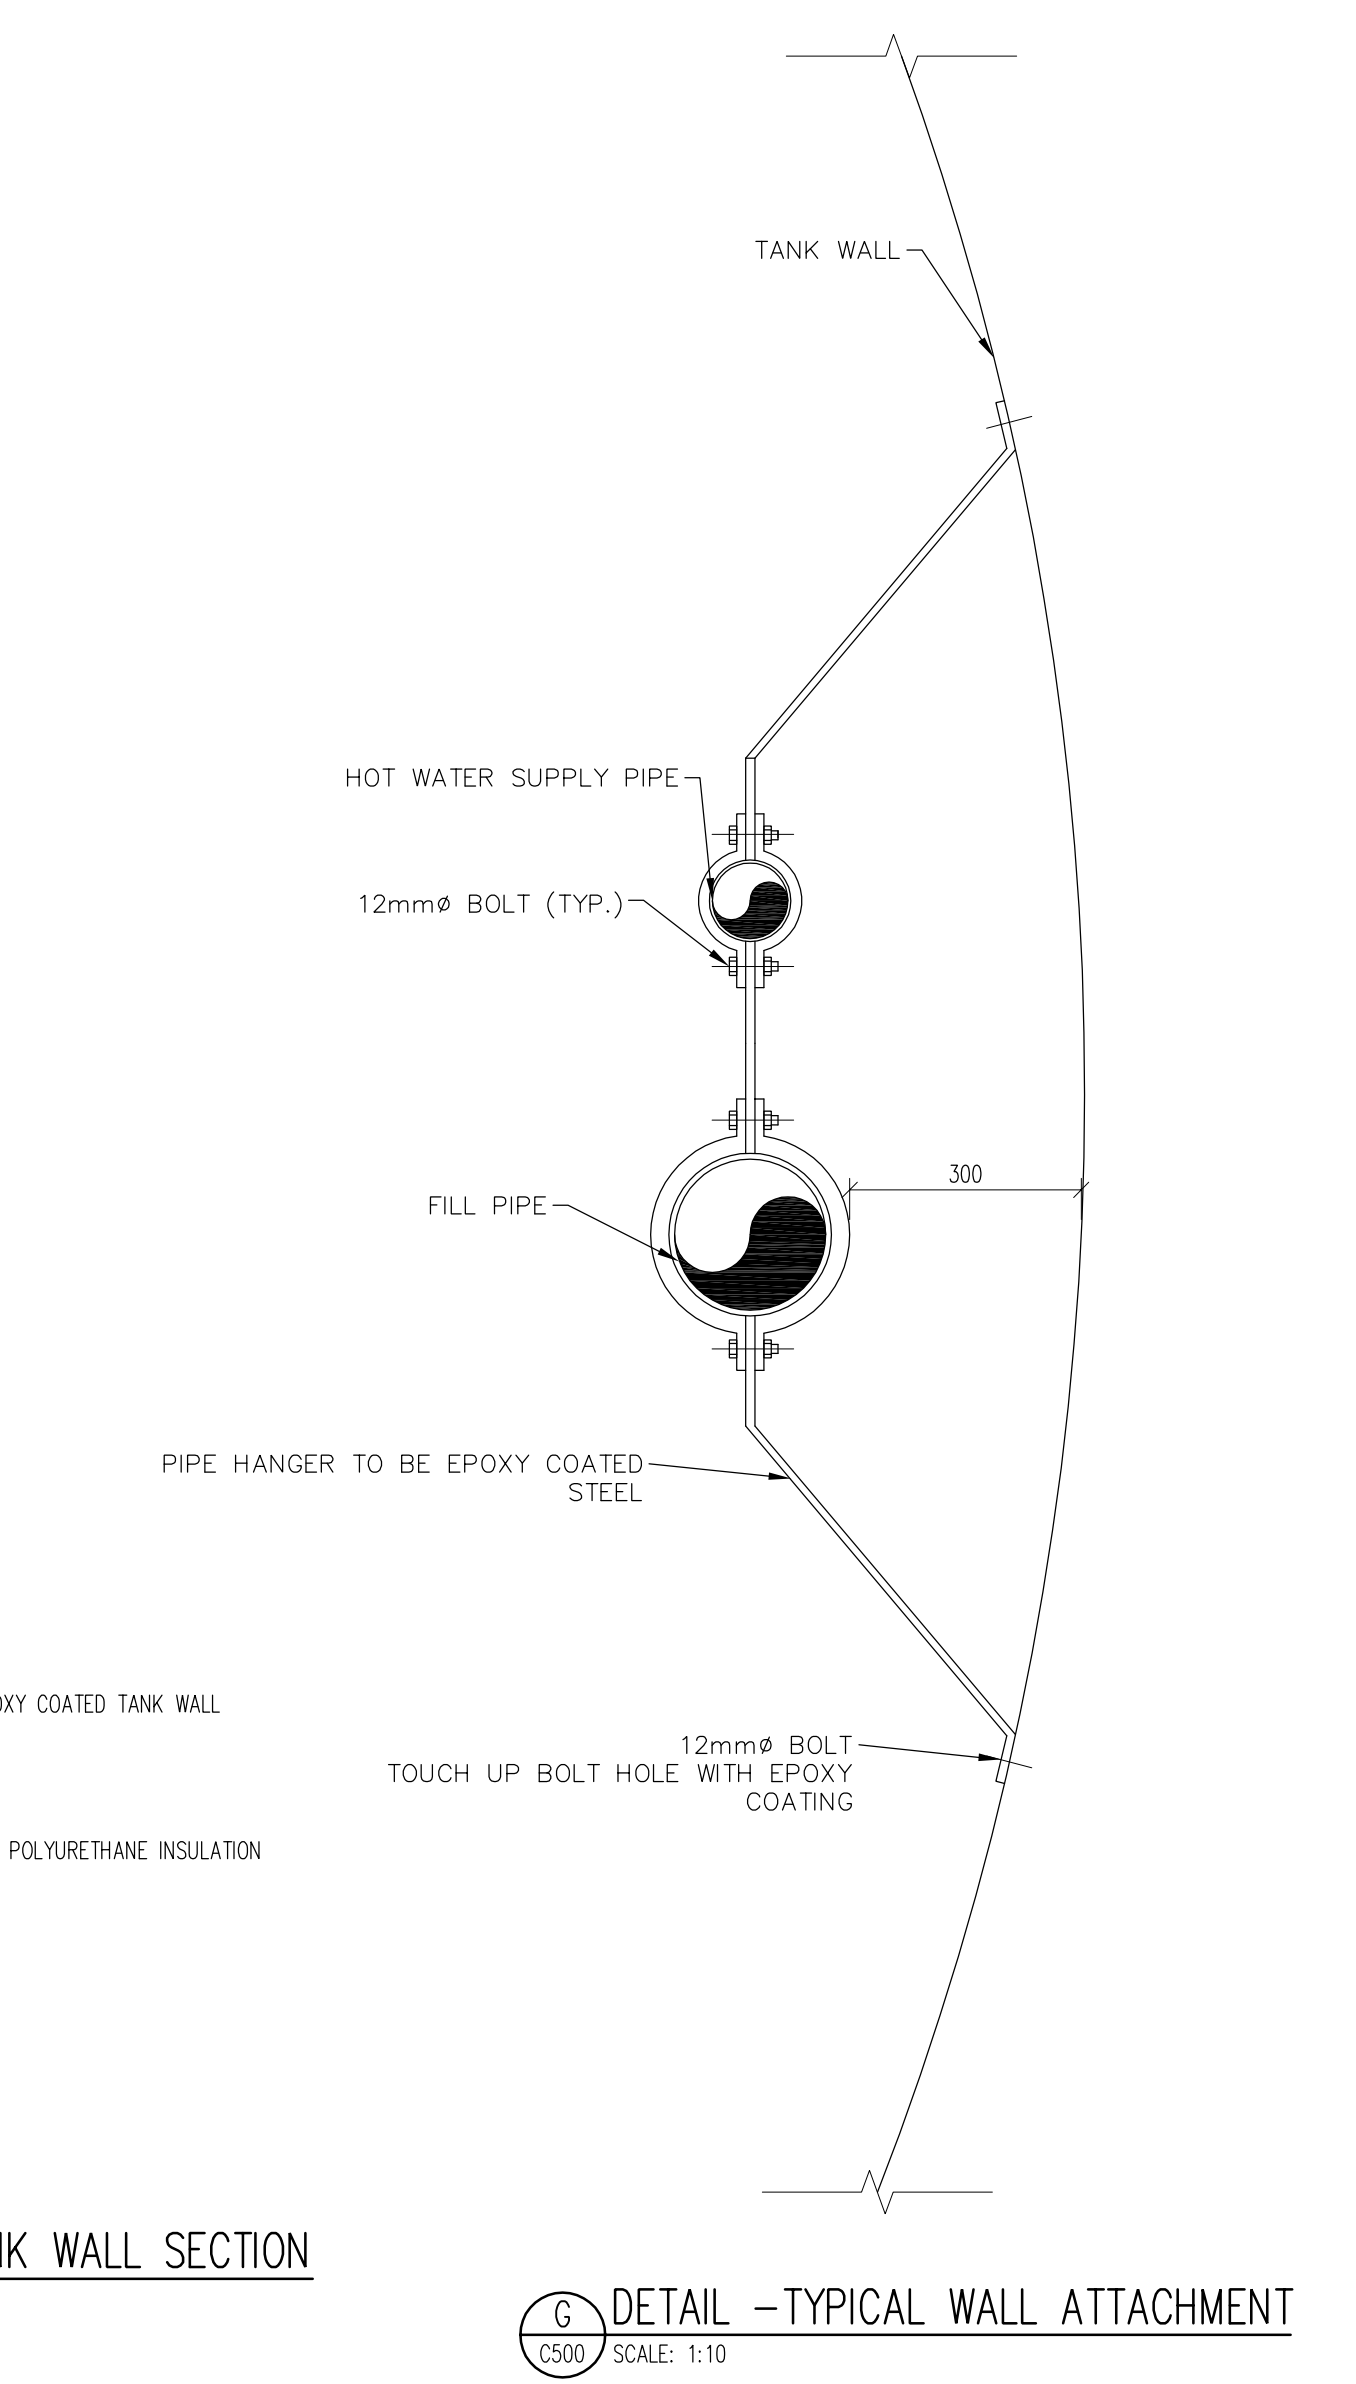 TANK WALL
HOT WATER SUPPLY PIPE
12mmø BOLT (TYP.)
300
FILL PIPE
PIPE HANGER TO BE EPOXY COATED
STEEL
COATED TANK WALL
12mmø BOLT
TOUCH UP BOLT HOLE WITH EPOXY
COATING
POLYURETHANE INSULATION
WALL SECTION
G
DETAIL -TYPICAL WALL ATTACHMENT
C500
SCALE: 1:10